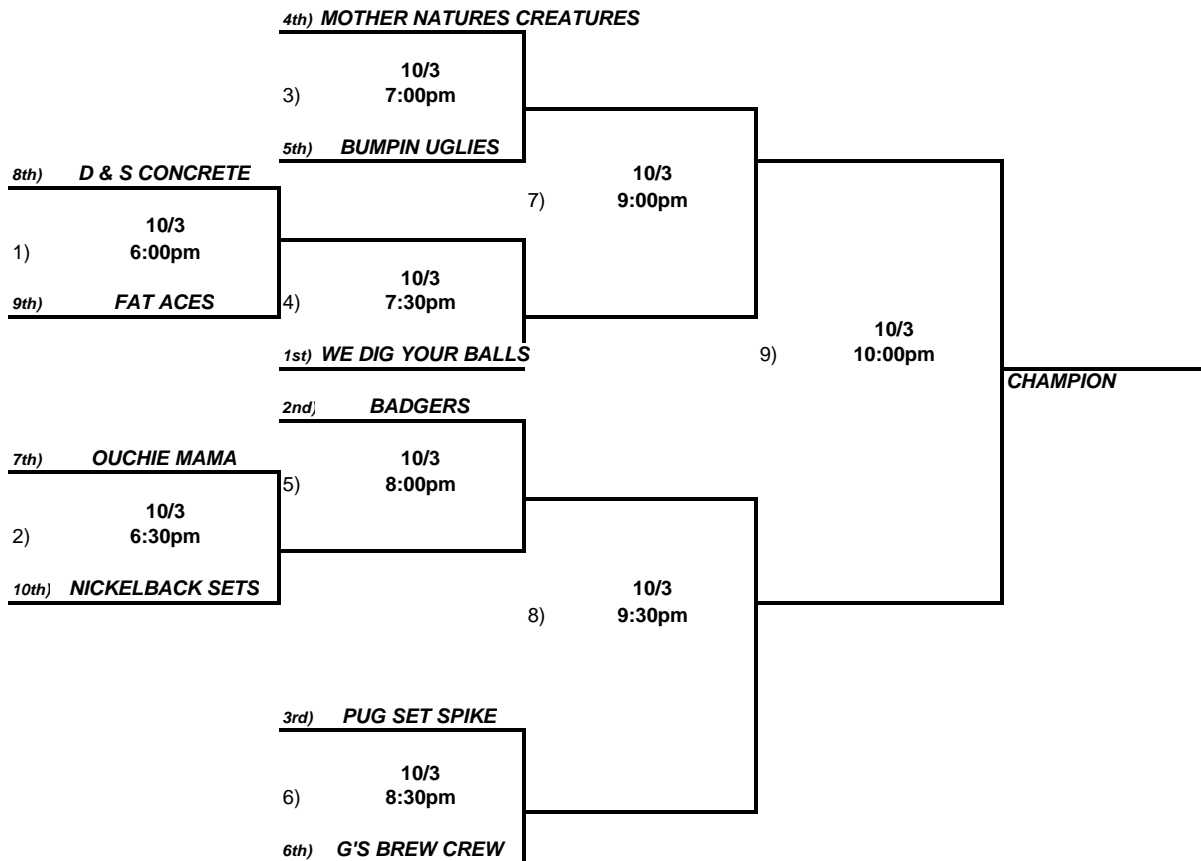 4th) MOTHER NATURES CREATURES
10/3
3) 7:00pm
5th) BUMPIN UGLIES
8th) D & S CONCRETE
10/3
7) 9:00pm
10/3
1) 6:00pm
10/3
4) 7:30pm
9th) FAT ACES
10/3
9) 10:00pm
1st) WE DIG YOUR BALLS
CHAMPION
2nd) BADGERS
7th) OUCHIE MAMA
10/3
5) 8:00pm
10/3
2) 6:30pm
10th) NICKELBACK SETS
10/3
8) 9:30pm
3rd) PUG SET SPIKE
10/3
6) 8:30pm
6th) G'S BREW CREW